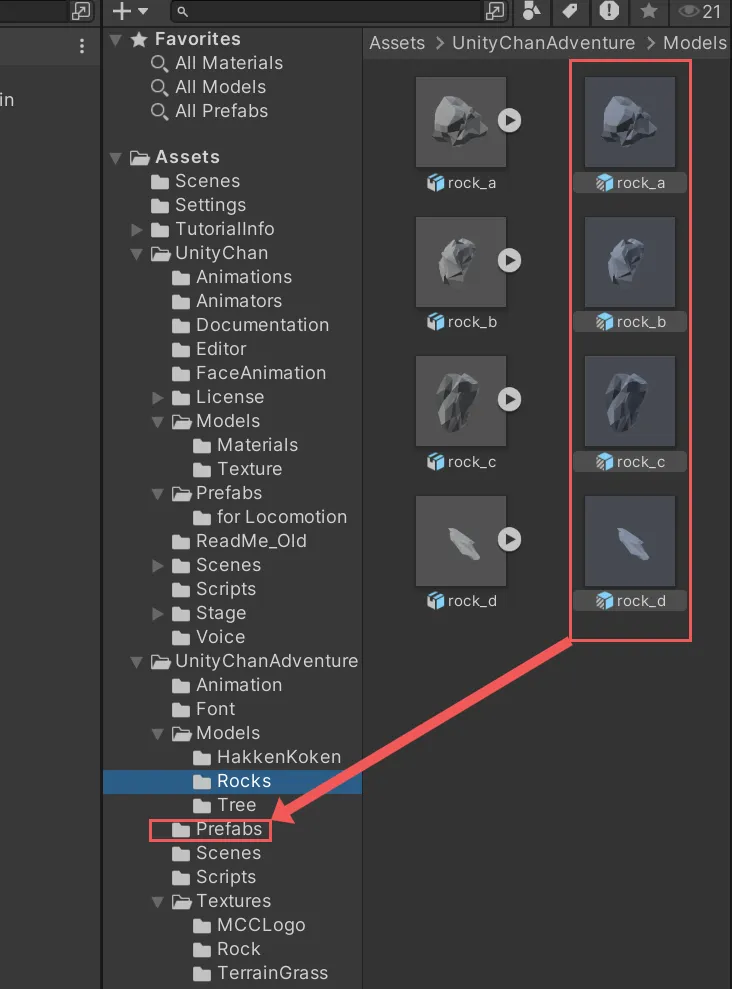 21
in
Favorites
All Materials
All Models
All Prefabs
Assets
Scenes
Settings
TutorialInfo
UnityChan
Animations
Animators
Documentation
Editor
FaceAnimation
License
Models
Materials
Texture
Prefabs
for Locomotion
ReadMe_Old
Scenes
Scripts
Stage
Voice
UnityChanAdventure
Animation
Font
Models
HakkenKoken
Rocks
Tree
Prefabs
Scenes
Scripts
Textures
MCCLogo
Rock
TerrainGrass
Assets > UnityChanAdventure > Models
rock_a rock_a
rock_b rock_b
rock_c rock_c
rock_d rock_d